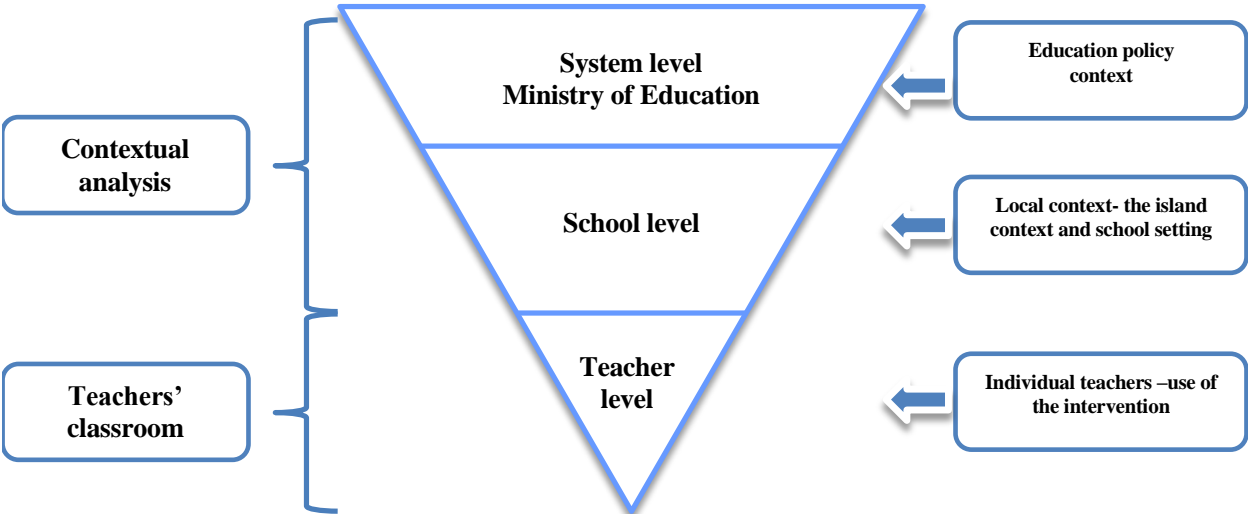 Contextual
analysis
Teachers’
classroom
System level
Ministry of Education
School level
Teacher
level
Education policy
context
Local context- the island
context and school setting
Individual teachers –use of
the intervention